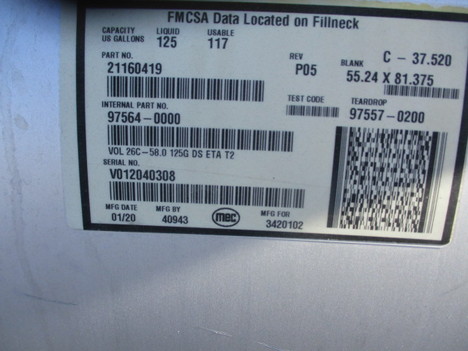 FMCSA Data Located on Fillneck
CAPACITY US GALLONS LIQUID 125 USABLE 117
PART NO. 21160419
REV P05
BLANK C - 37.520
55.24 X 81.375
INTERNAL PART NO. 97564-0000
TEST CODE
TEARDROP 97557-0200
VOL 26C-58.0 125G DS ETA T2
SERIAL NO. V012040308
MFG DATE 01/20
MFG BY 40943
mec
MFG FOR 3420102